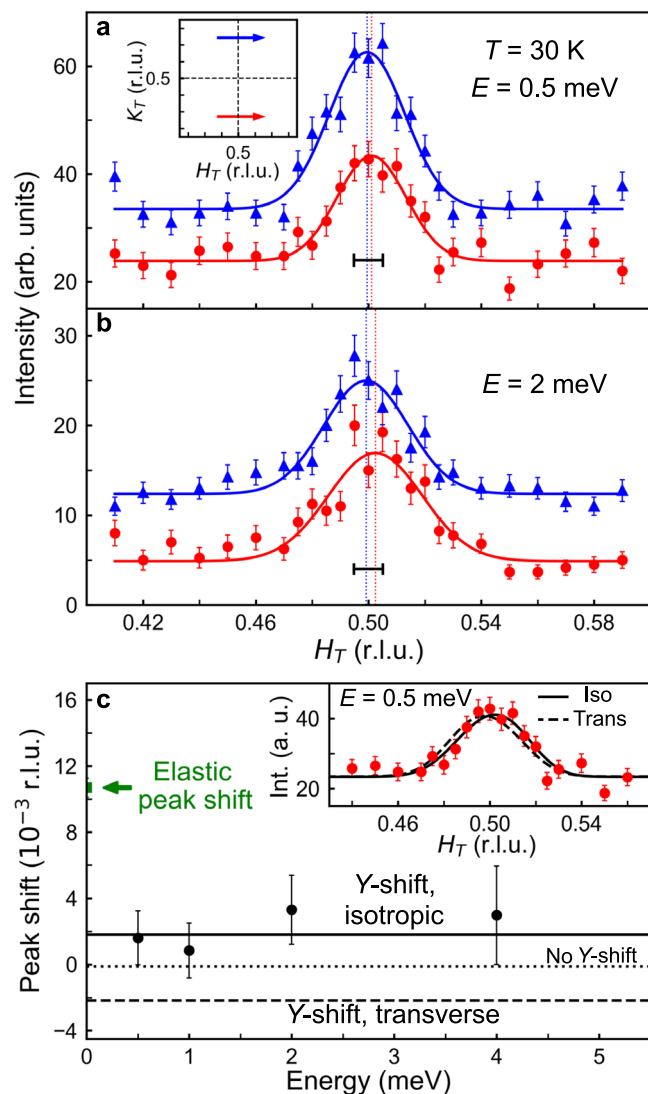 a
T = 30 K
E = 0.5 meV
K_T (r.l.u.)
0.5
0.5
H_T (r.l.u.)
60
40
20
Intensity (arb. units)
b
E = 2 meV
30
20
10
0
0.42 0.46 0.50 0.54 0.58
H_T (r.l.u.)
c
16
12
8
4
0
−4
Peak shift (10⁻³ r.l.u.)
E = 0.5 meV
Iso
Trans
40
20
Int. (a. u.)
0.46 0.50 0.54
H_T (r.l.u.)
Elastic
peak shift
Y-shift,
isotropic
No Y-shift
Y-shift, transverse
0 1 2 3 4 5
Energy (meV)